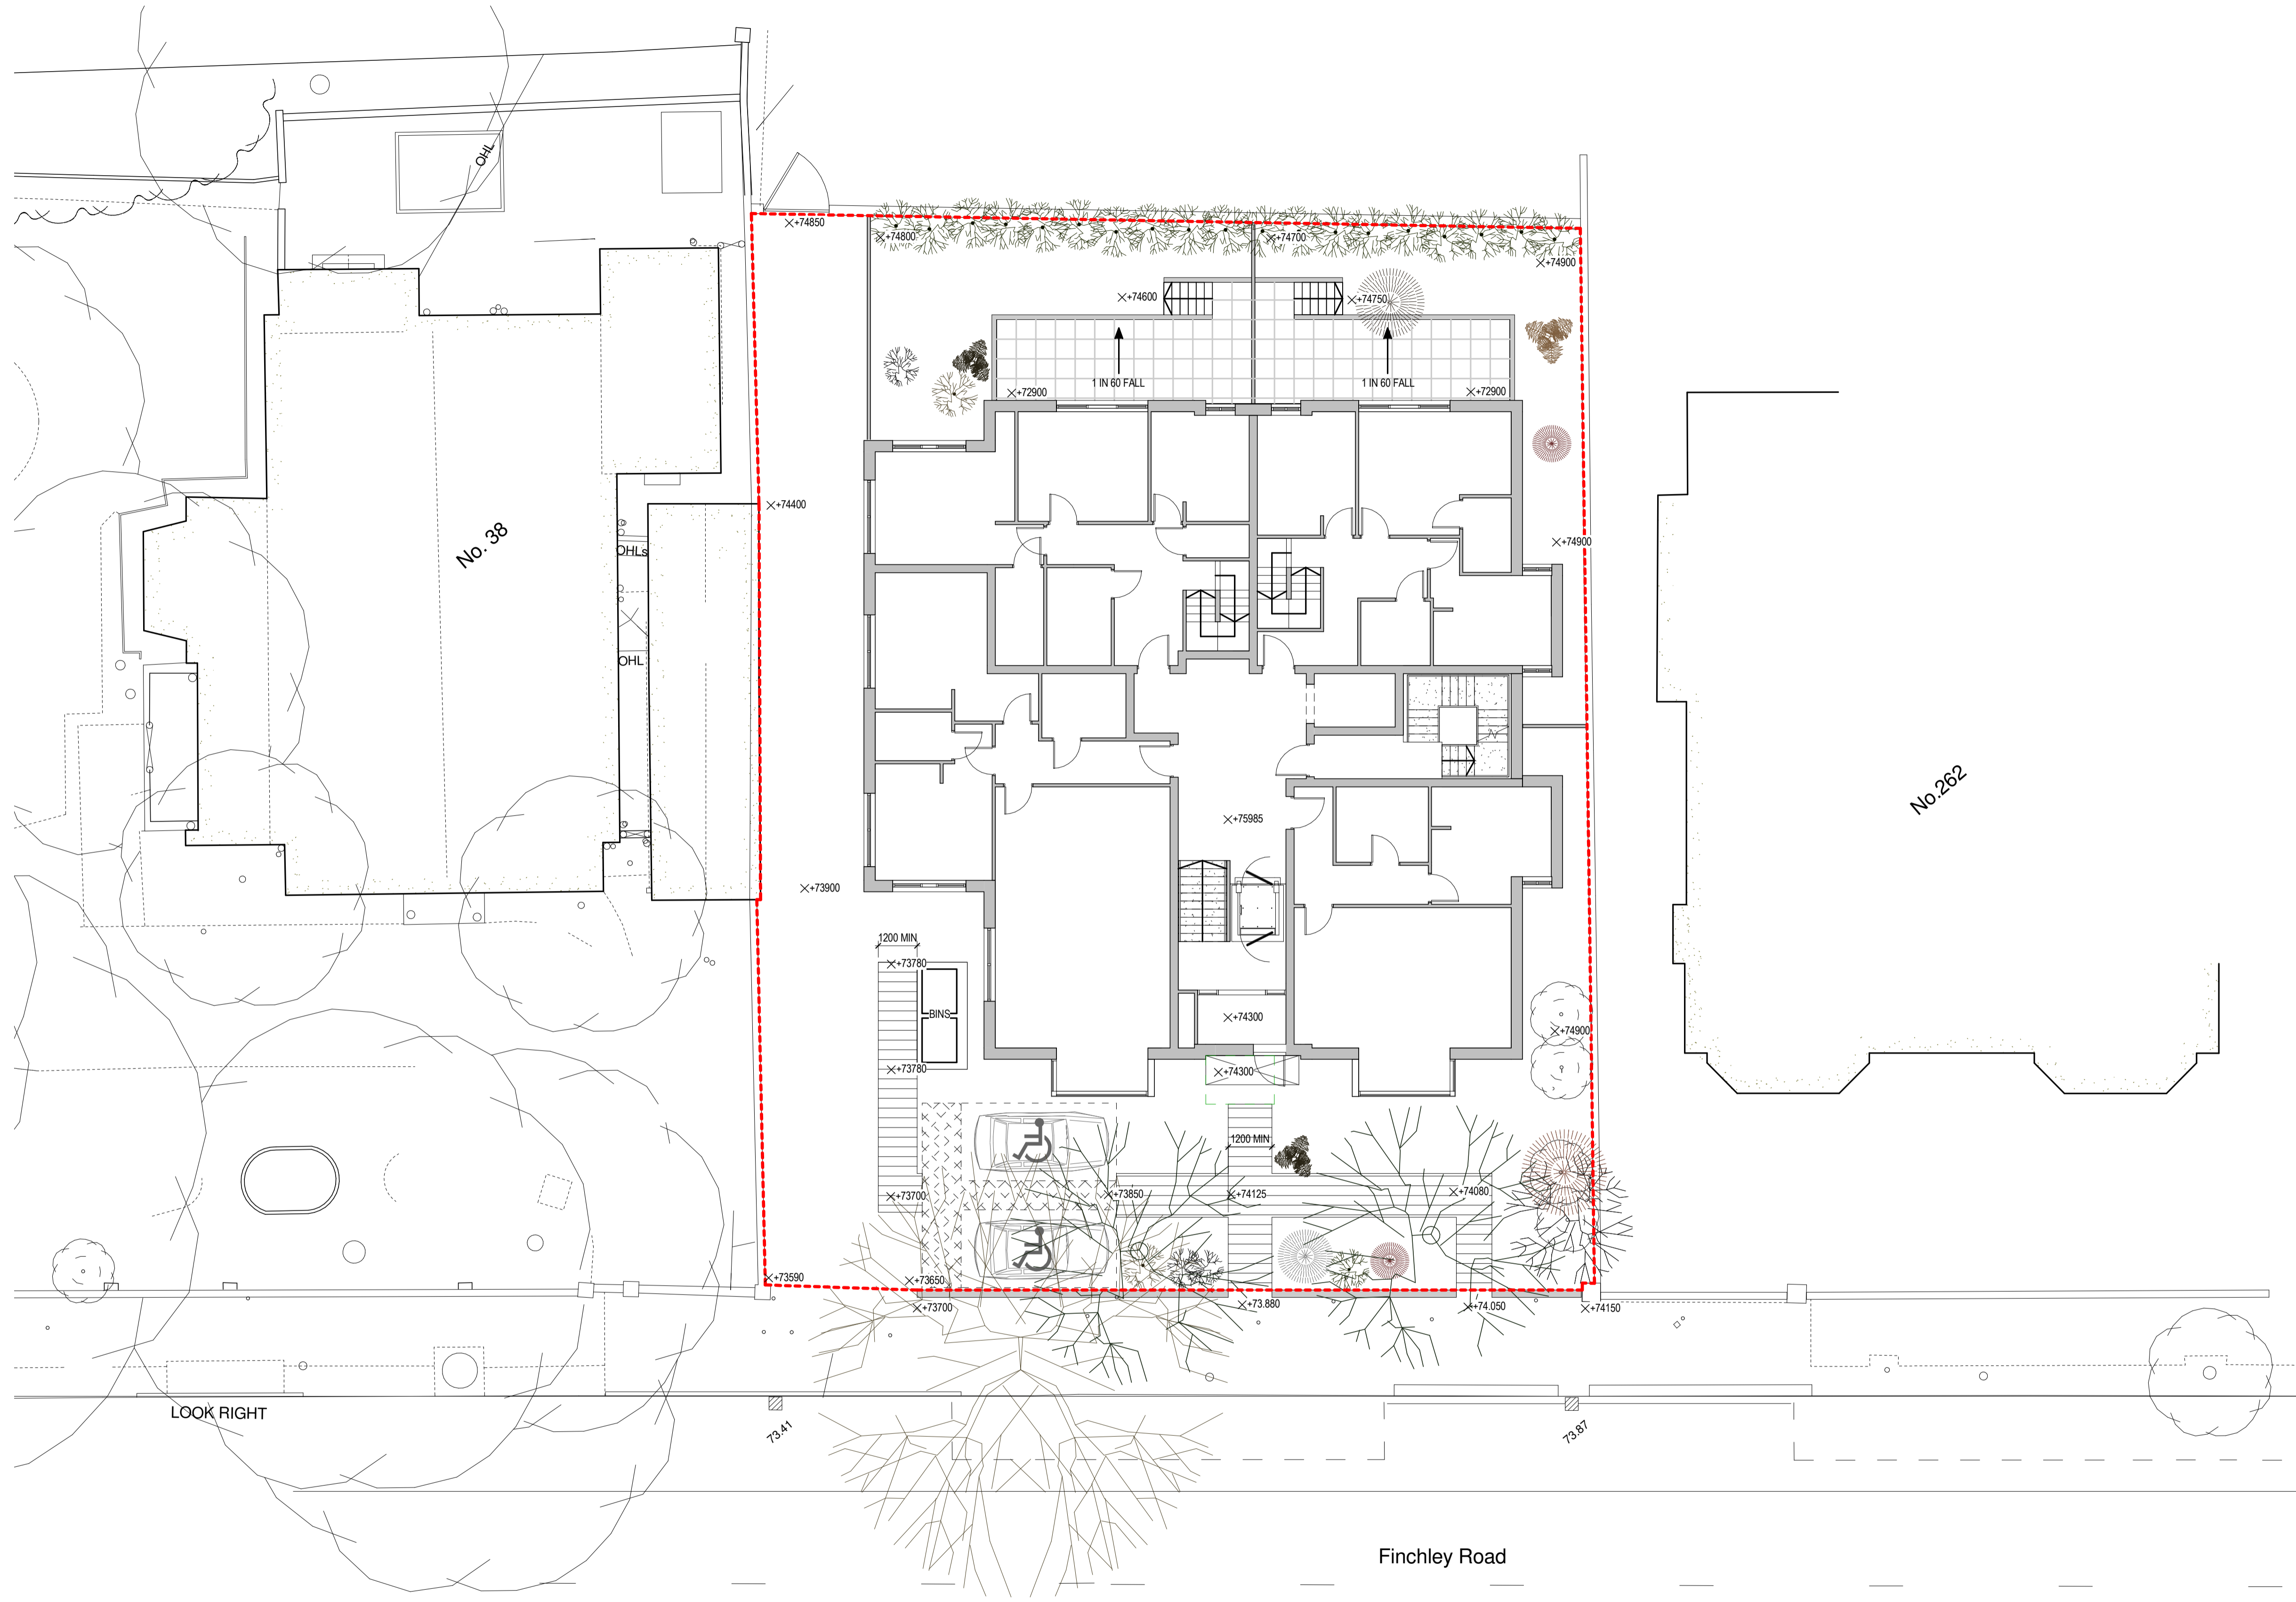 OHL
+74850
+74800
+74700
+74900
+74600
+74750
1 IN 60 FALL
1 IN 60 FALL
+72900
+72900
+74400
No. 38
OHLs
+74900
OHL
No.262
+75985
+73900
1200 MIN
+73780
BINS
+74300
+74900
+73780
+74300
1200 MIN
+73700
+73850
+74125
+74080
+73590
+73650
+73700
+73.880
+74.050
+74150
LOOK RIGHT
73.41
73.87
Finchley Road